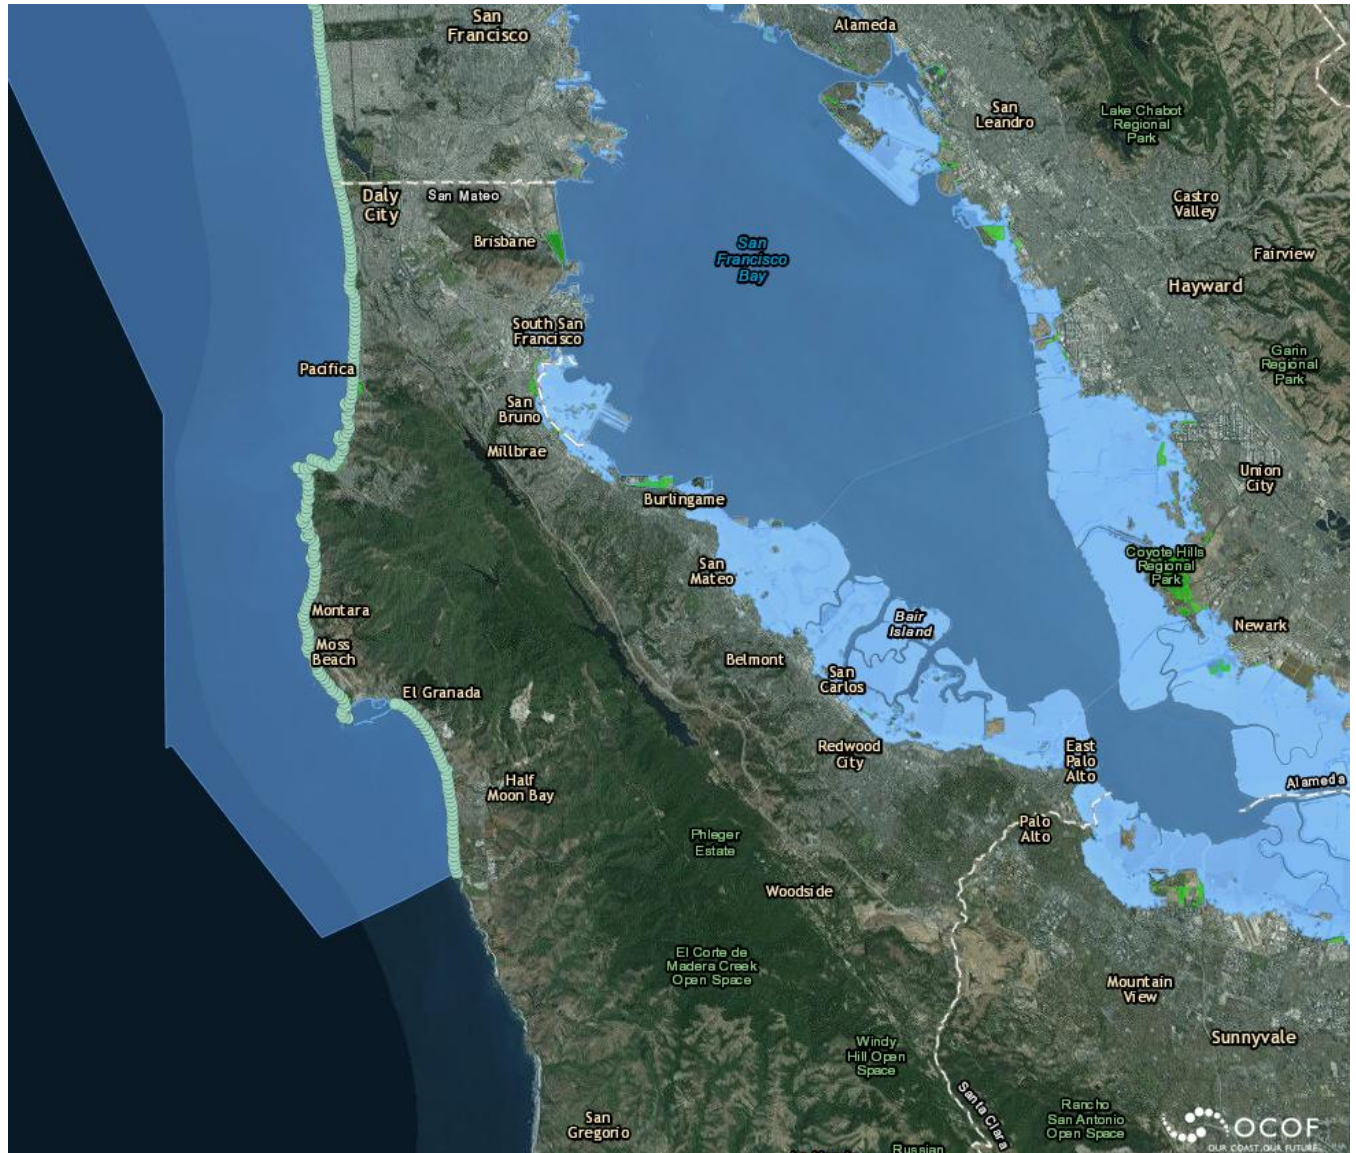 San
Francisco
Alameda
San
Leandro
Lake Chabot
Regional
Park
Daly
City
San Mateo
Castro
Valley
Brisbane
San
Francisco
Bay
Fairview
Hayward
South San
Francisco
Pacifica
Garin
Regional
Park
San
Bruno
Millbrae
Union
City
Burlingame
San
Mateo
Coyote Hills
Regional
Park
Montara
Bair
Island
Newark
Moss
Beach
Belmont
San
Carlos
El Granada
Redwood
City
East
Palo
Alto
Half
Moon Bay
Alameda
Phleger
Estate
Palo
Alto
Woodside
El Corte de
Madera Creek
Open Space
Mountain
View
Sunnyvale
Windy
Hill Open
Space
Santa Clara
San
Gregorio
Rancho
San Antonio
Open Space
Russian
OCOF
OUR COAST, OUR FUTURE